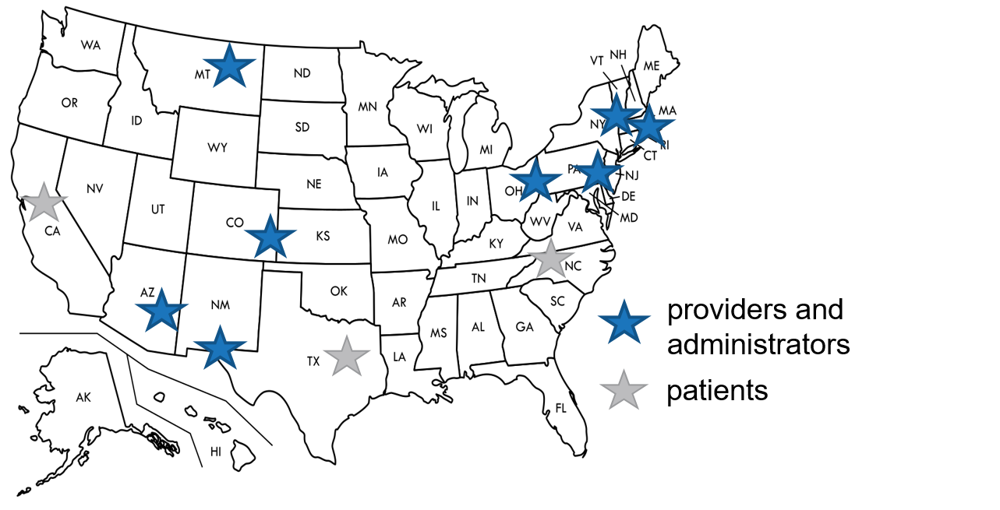 WA
MT
ND
MN
VT
NH
ME
OR
ID
SD
WI
MI
NY
MA
WY
IA
RI
CT
NV
NE
PA
NJ
UT
CO
IL
IN
OH
DE
CA
KS
MO
WV
VA
MD
KY
TN
NC
AZ
NM
OK
AR
SC
MS
AL
GA
TX
LA
FL
AK
HI
providers and
administrators
patients